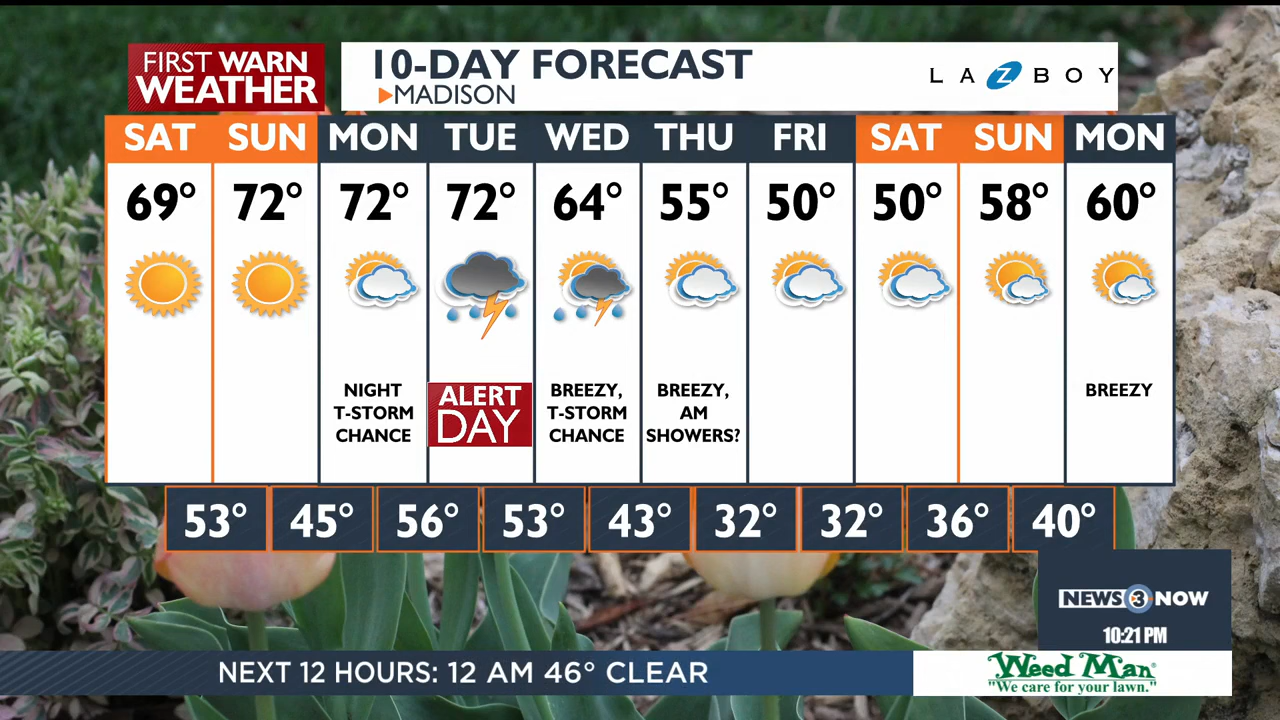 FIRST WARN
WEATHER
10-DAY FORECAST
MADISON
LA Z BOY
SAT SUN MON TUE WED THU FRI SAT SUN MON
69° 72° 72° 72° 64° 55° 50° 50° 58° 60°
NIGHT
T-STORM
CHANCE
ALERT
DAY
BREEZY,
T-STORM
CHANCE
BREEZY,
AM
SHOWERS?
BREEZY
53° 45° 56° 53° 43° 32° 32° 36° 40°
NEWS 3 NOW
10:21 PM
NEXT 12 HOURS: 12 AM 46° CLEAR
Weed Man
"We care for your lawn."